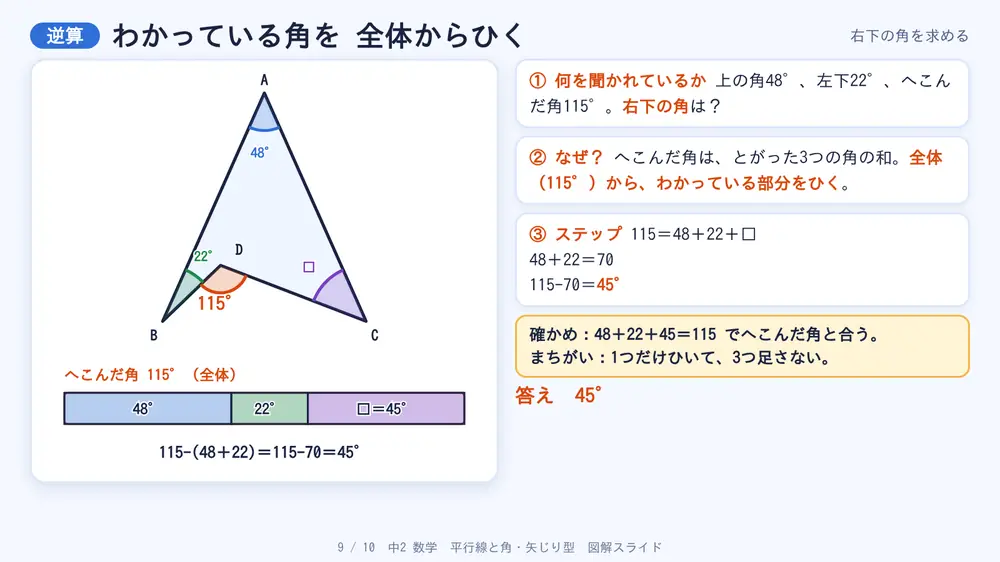 逆算 わかっている角を 全体からひく
右下の角を求める
A
48°
22°
D
□
115°
B
C
へこんだ角 115°（全体）
48° 22° □＝45°
115-(48＋22)＝115-70＝45°
① 何を聞かれているか 上の角48°、左下22°、へこん
だ角115°。右下の角は？
② なぜ？ へこんだ角は、とがった3つの角の和。全体
（115°）から、わかっている部分をひく。
③ ステップ 115＝48＋22＋□
48＋22＝70
115-70＝45°
確かめ：48＋22＋45＝115 でへこんだ角と合う。
まちがい：1つだけひいて、3つ足さない。
答え 45°
9 / 10 中2 数学 平行線と角・矢じり型 図解スライド